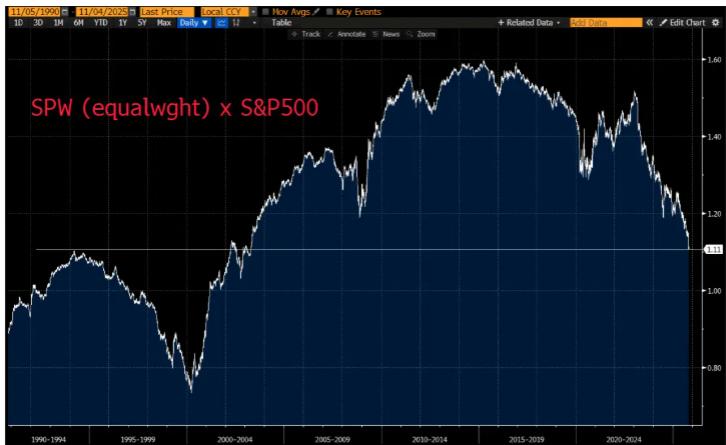 11/05/1990 - 11/04/2025 Last Price Local CCY Mov Avgs Key Events
1D 3D 1M 6M YTD 1Y 5Y Max Daily ▼ Table + Related Data Add Data « Edit Chart
Track Annotate News Zoom
SPW (equalwght) x S&P500
1.60
1.40
1.20
1.11
1.00
0.80
1990-1994 1995-1999 2000-2004 2005-2009 2010-2014 2015-2019 2020-2024